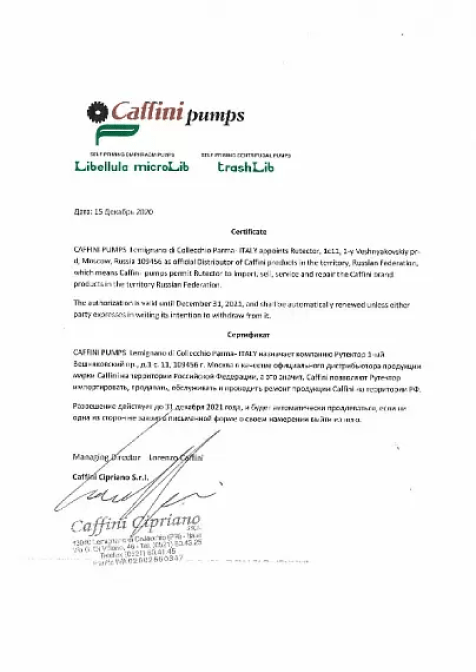 Caffini pumps
SELF PRIMING DIAPHRAGM PUMPS SELF PRIMING CENTRIFUGAL PUMPS
Libellula microLib trashLib
Дата: 15 Декабрь 2020
Certificate
CAFFINI PUMPS Lemignano di Collecchio Parma- ITALY appoints Rutector, 1c11, 1-y Veshnyakovskiy pr-
d, Moscow, Russia 109456 as official Distributor of Caffini products in the territory, Russian Federation,
which means Caffini pumps permit Rutector to import, sell, service and repair the Caffini brand
products in the territory Russian Federation.
The authorization is valid until December 31, 2021, and shall be automatically renewed unless either
party expresses in writing its intention to withdraw from it.
Сертификат
CAFFINI PUMPS Lemignano di Collecchio Parma- ITALY назначает компанию Рутектор 1-ый
Вешняковский пр., д.1 с. 11, 109456 г. Москва в качестве официального дистрибьютора продукции
марки Caffini на территории Российской Федерации, а это значит, Caffini позволяют Рутектор
импортировать, продавать, обслуживать и проводить ремонт продукции Caffini на территории РФ.
Разрешение действует до 31 декабря 2021 года, и будет автоматически продлеваться, если ни
одна из сторон не заявит в письменной форме о своем намерении выйти из него.
Managing Director Lorenzo Caffini
Caffini Cipriano S.r.l.
Caffini Cipriano
S.R.L.
43040 Lemignano di Collecchio (PR) - Italia
Via G. Di Vittorio, 46 - Tel. (0521) 80.43.25
Telefax (0521) 80.41.45
Partita IVA 02602560347